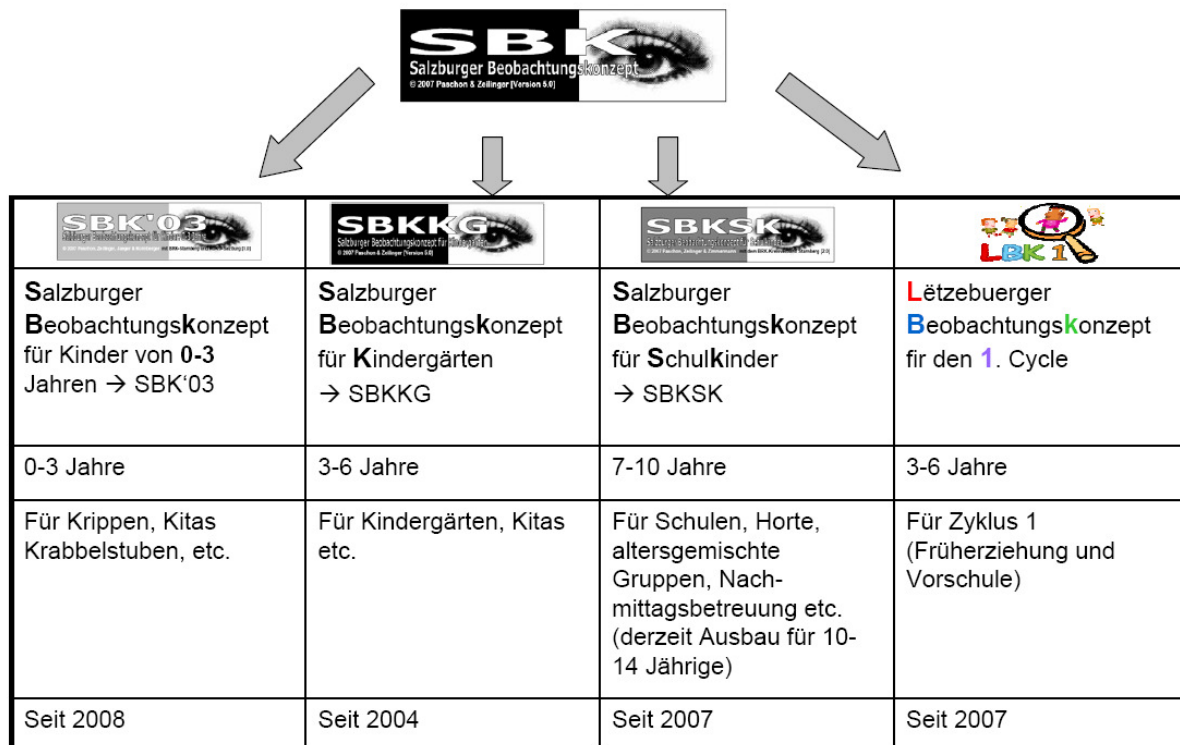 SBK
Salzburger Beobachtungskonzept
© 2007 Paschon & Zeilinger [Version 5.0]
SBK'03
SBKKG
Salzburger Beobachtungskonzept für Kindergärten
© 2007 Paschon & Zeilinger [Version 5.0]
SBKSK
LBK 1
Salzburger
Beobachtungskonzept
für Kinder von 0-3
Jahren → SBK‘03
Salzburger
Beobachtungskonzept
für Kindergärten
→ SBKKG
Salzburger
Beobachtungskonzept
für Schulkinder
→ SBKSK
Lëtzebuerger
Beobachtungskonzept
fir den 1. Cycle
0-3 Jahre
3-6 Jahre
7-10 Jahre
3-6 Jahre
Für Krippen, Kitas
Krabbelstuben, etc.
Für Kindergärten, Kitas
etc.
Für Schulen, Horte,
altersgemischte
Gruppen, Nach-
mittagsbetreuung etc.
(derzeit Ausbau für 10-
14 Jährige)
Für Zyklus 1
(Früherziehung und
Vorschule)
Seit 2008
Seit 2004
Seit 2007
Seit 2007